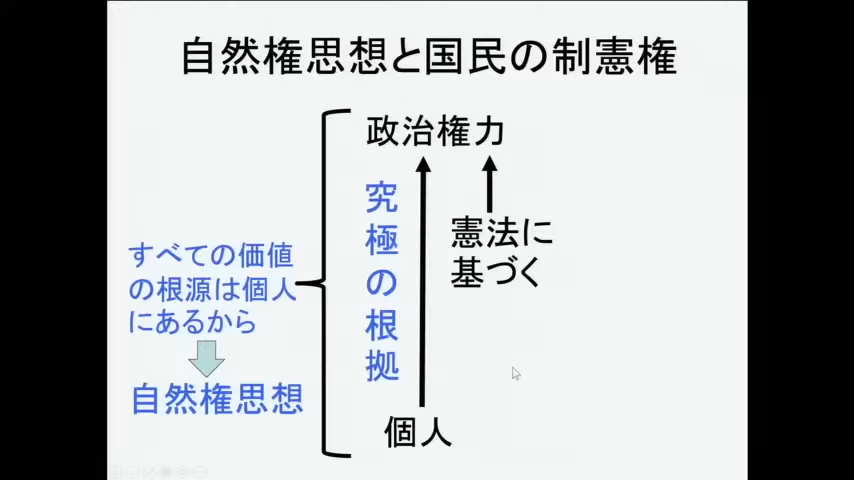 自然権思想と国民の制憲権
政治権力
究極の根拠
憲法に
基づく
すべての価値
の根源は個人
にあるから
自然権思想
個人